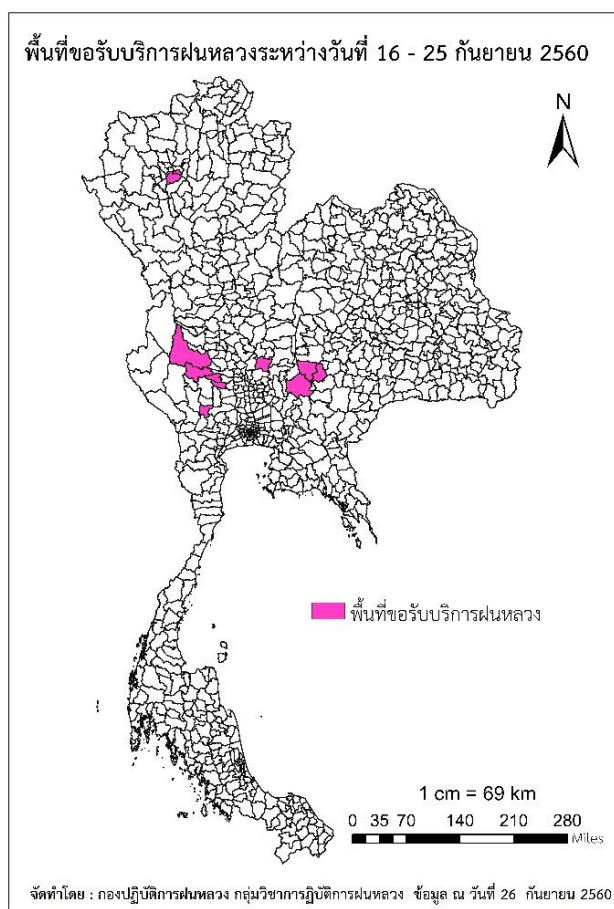 พื้นที่ขอรับบริการฝนหลวงระหว่างวันที่ 16 - 25 กันยายน 2560
N
พื้นที่ขอรับบริการฝนหลวง
1 cm = 69 km
0 35 70 140 210 280
Miles
จัดทำโดย : กองปฏิบัติการฝนหลวง กลุ่มวิชาการปฏิบัติการฝนหลวง ข้อมูล ณ วันที่ 26 กันยายน 2560